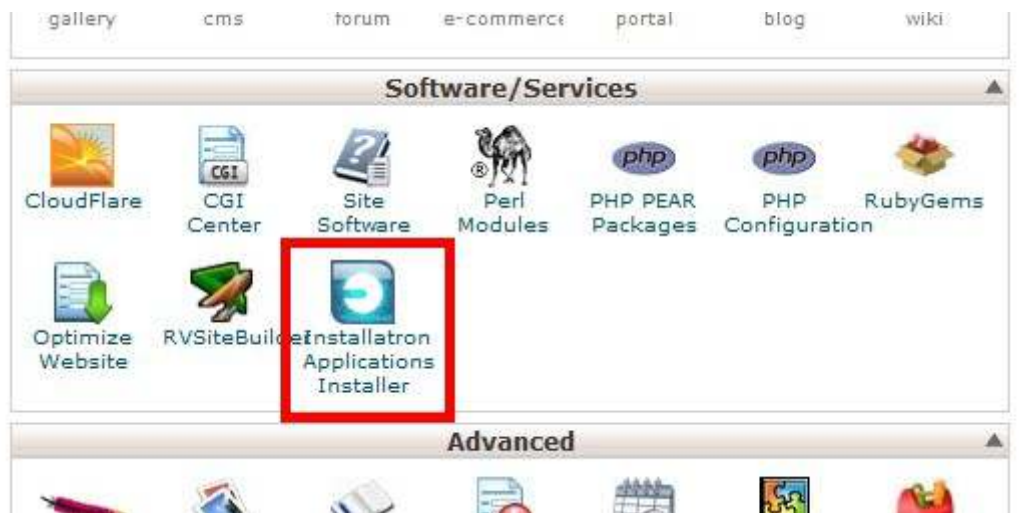 gallery cms forum e-commerce portal blog wiki
Software/Services
CGI ® php php
CloudFlare CGI Site Perl PHP PEAR PHP RubyGems
Center Software Modules Packages Configuration
Optimize RVSiteBuilder Installatron
Website Applications
Installer
Advanced